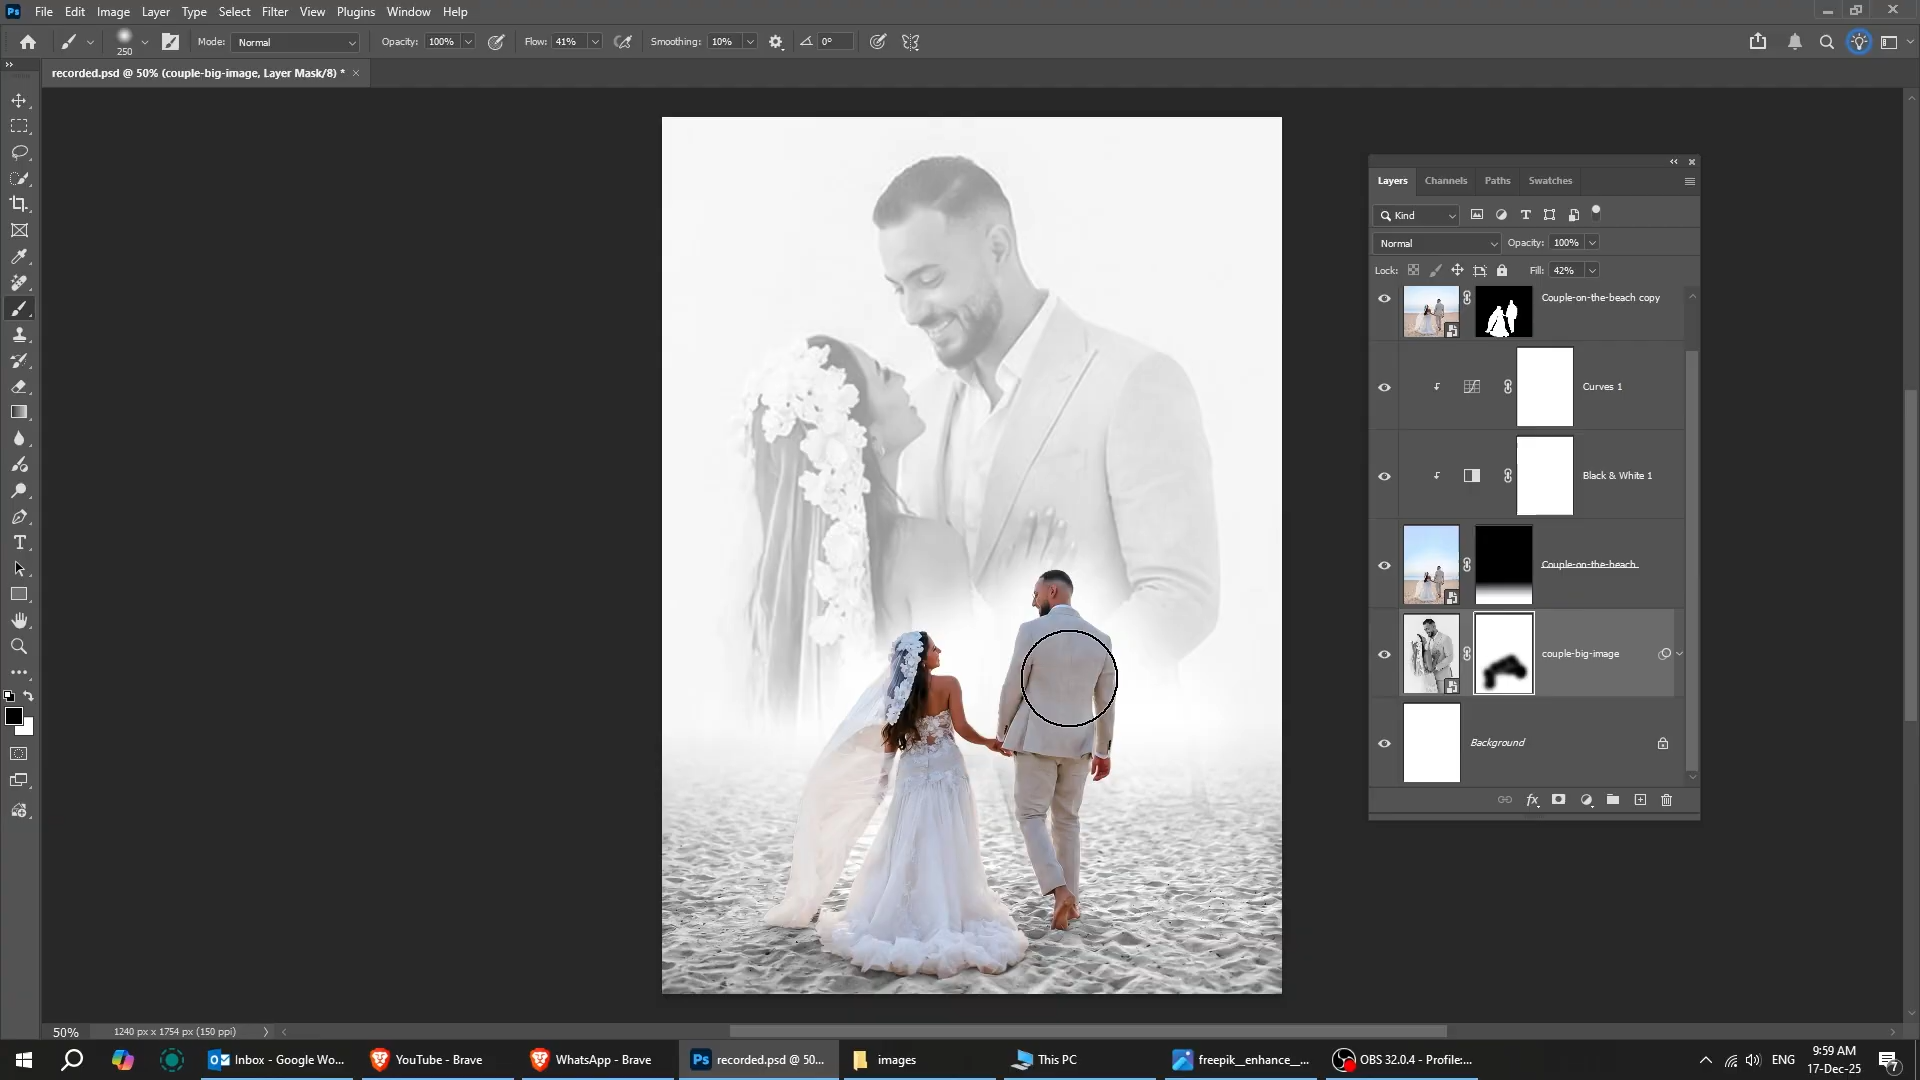 Ps File Edit Image Layer Type Select Filter View Plugins Window Help
250 Mode: Normal Opacity: 100% Flow: 41% Smoothing: 10% 0°
recorded.psd @ 50% (couple-big-image, Layer Mask/8) *
Layers Channels Paths Swatches
Kind
Normal Opacity: 100%
Lock: Fill: 42%
Couple-on-the-beach copy
Curves 1
Black & White 1
Couple-on-the-beach
couple-big-image
Background
fx
50% 1240 px x 1754 px (150 ppi)
Inbox - Google Wo...
YouTube - Brave
WhatsApp - Brave
Ps recorded.psd @ 50...
images
This PC
freepik__enhance__...
OBS 32.0.4 - Profile:...
ENG
9:59 AM
17-Dec-25
7